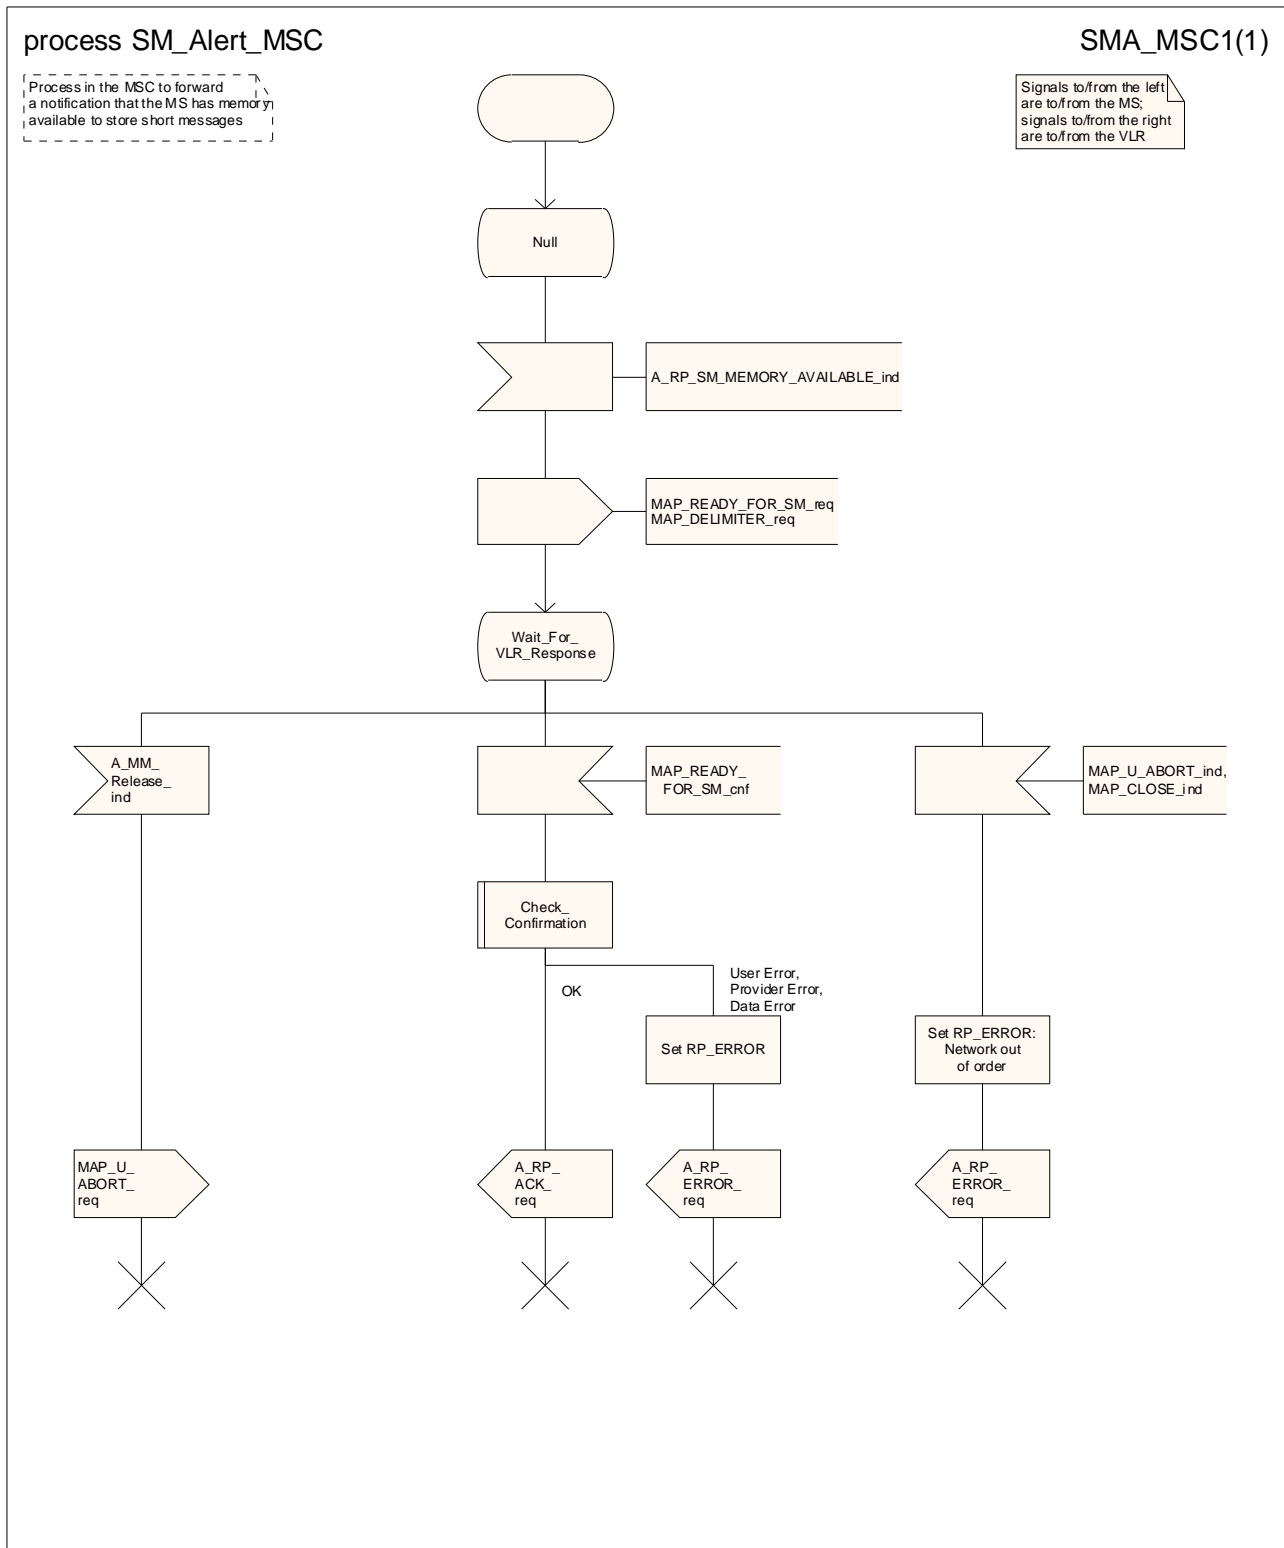 process SM_Alert_MSC
SMA_MSC1(1)
Process in the MSC to forward
a notification that the MS has memory
available to store short messages
Signals to/from the left
are to/from the MS;
signals to/from the right
are to/from the VLR
Null
A_RP_SM_MEMORY_AVAILABLE_ind
MAP_READY_FOR_SM_req
MAP_DELIMITER_req
Wait_For_
VLR_Response
A_MM_
Release_
ind
MAP_READY_
FOR_SM_cnf
MAP_U_ABORT_ind,
MAP_CLOSE_ind
Check_
Confirmation
OK
User Error,
Provider Error,
Data Error
Set RP_ERROR
Set RP_ERROR:
Network out
of order
MAP_U_
ABORT_
req
A_RP_
ACK_
req
A_RP_
ERROR_
req
A_RP_
ERROR_
req